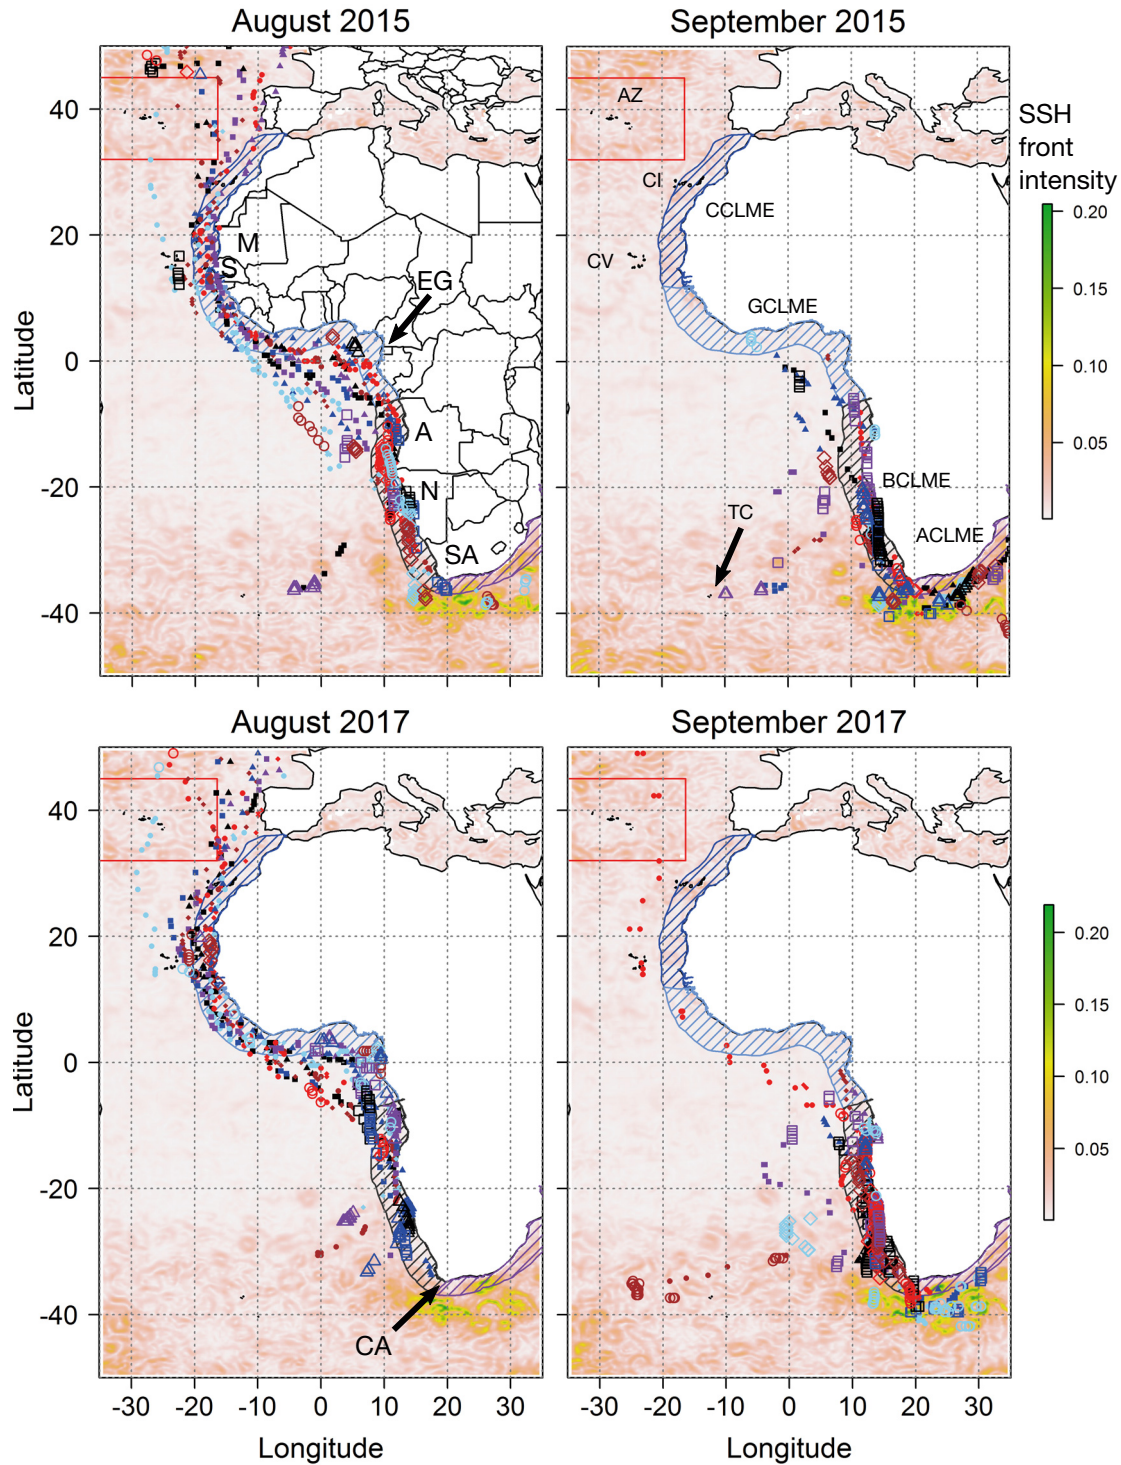 August 2015
September 2015
40
20
0
-20
-40
Latitude
M
S
EG
A
N
SA
AZ
CI
CCLME
CV
GCLME
BCLME
TC
ACLME
SSH
front
intensity
0.20
0.15
0.10
0.05
August 2017
September 2017
40
20
0
-20
-40
Latitude
CA
0.20
0.15
0.10
0.05
-30 -20 -10 0 10 20 30
-30 -20 -10 0 10 20 30
Longitude
Longitude